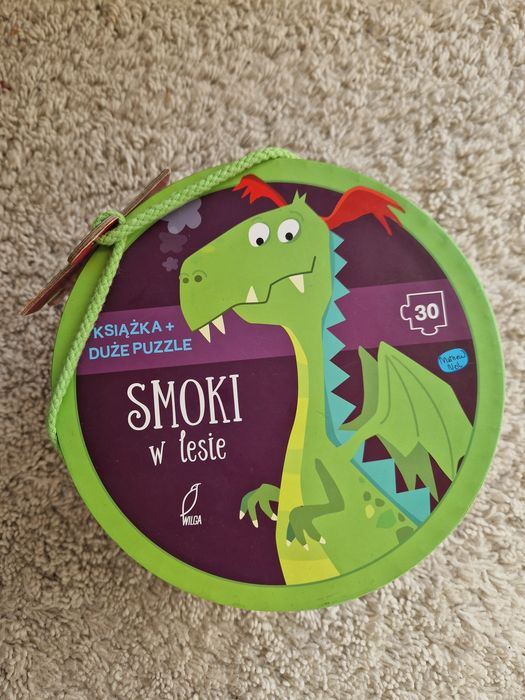 KSIĄŻKA +
DUŻE PUZZLE
30
SMOKI
w lesie
WILGA